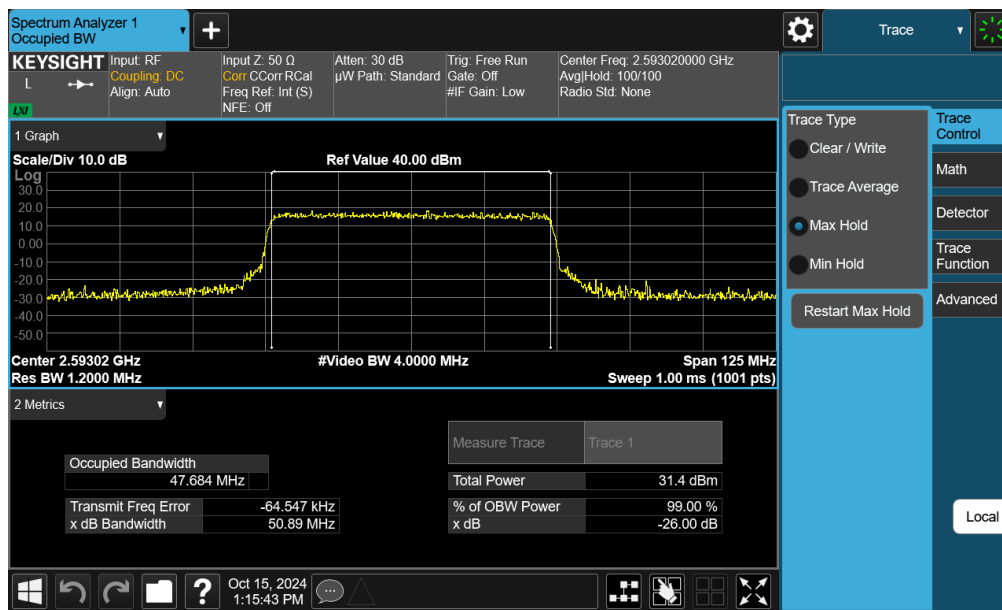 Spectrum Analyzer 1
Occupied BW
+
Trace
KEYSIGHT
L
LXI
Input: RF
Coupling: DC
Align: Auto
Input Z: 50 Ω
Corr CCorr RCal
Freq Ref: Int (S)
NFE: Off
Atten: 30 dB
µW Path: Standard
Trig: Free Run
Gate: Off
#IF Gain: Low
Center Freq: 2.593020000 GHz
Avg|Hold: 100/100
Radio Std: None
1 Graph
Scale/Div 10.0 dB
Ref Value 40.00 dBm
Log
30.0
20.0
10.0
0.00
-10.0
-20.0
-30.0
-40.0
-50.0
Center 2.59302 GHz
#Video BW 4.0000 MHz
Span 125 MHz
Res BW 1.2000 MHz
Sweep 1.00 ms (1001 pts)
2 Metrics
Measure Trace
Trace 1
Occupied Bandwidth
47.684 MHz
Total Power
31.4 dBm
Transmit Freq Error
-64.547 kHz
% of OBW Power
99.00 %
x dB Bandwidth
50.89 MHz
x dB
-26.00 dB
Trace Type
Clear / Write
Trace Average
Max Hold
Min Hold
Restart Max Hold
Trace
Control
Math
Detector
Trace
Function
Advanced
Local
?
Oct 15, 2024
1:15:43 PM